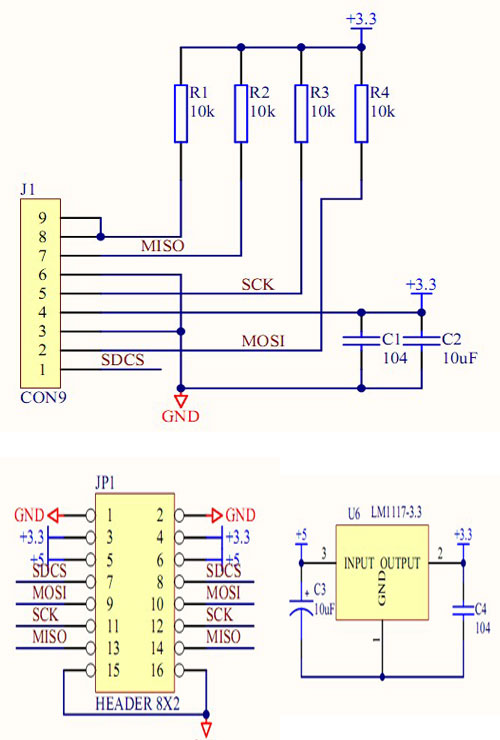 +3.3
R1 R2 R3 R4
10k 10k 10k 10k
J1
9
8
MISO
7
6
SCK
5
+3.3
4
3
MOSI
C1 C2
2
104 10uF
SDCS
1
CON9
GND
JP1
GND 1 2 GND
+3.3 3 4 +3.3
+5 5 6 +5
SDCS 7 8 SDCS
MOSI 9 10 MOSI
SCK 11 12 SCK
MISO 13 14 MISO
15 16
HEADER 8X2
U6 LM1117-3.3
+5 +3.3
3 INPUT OUTPUT 2
GND
C3
+
10uF
C4
104
1